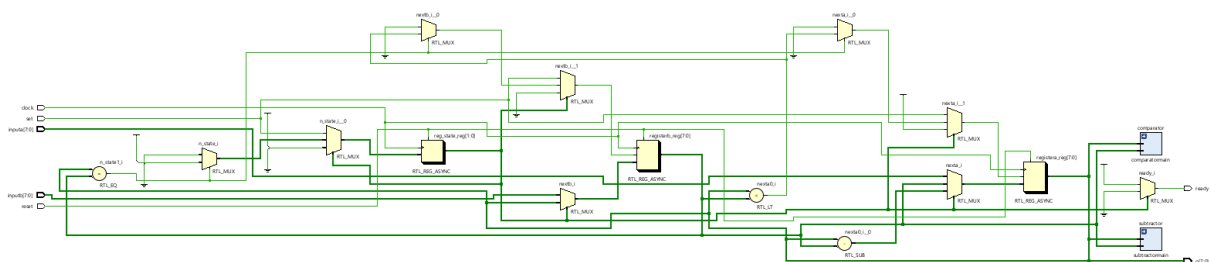 nextb_i__0
RTL_MUX
nexta_i__0
RTL_MUX
nextb_i__1
RTL_MUX
clock
set
inputa[7:0]
n_state_i__0
RTL_MUX
reg_state_reg[1:0]
RTL_REG_ASYNC
registerb_reg[7:0]
RTL_REG_ASYNC
nexta_i__1
RTL_MUX
comparator
comparatormain
n_state_i
RTL_MUX
n_state1_i
RTL_EQ
registera_reg[7:0]
RTL_REG_ASYNC
nexta_i
RTL_MUX
ready_i
RTL_MUX
ready
inputb[7:0]
reset
nextb_i
RTL_MUX
nexta0_i
RTL_LT
nexta0_i__0
RTL_SUB
subtractor
subtractormain